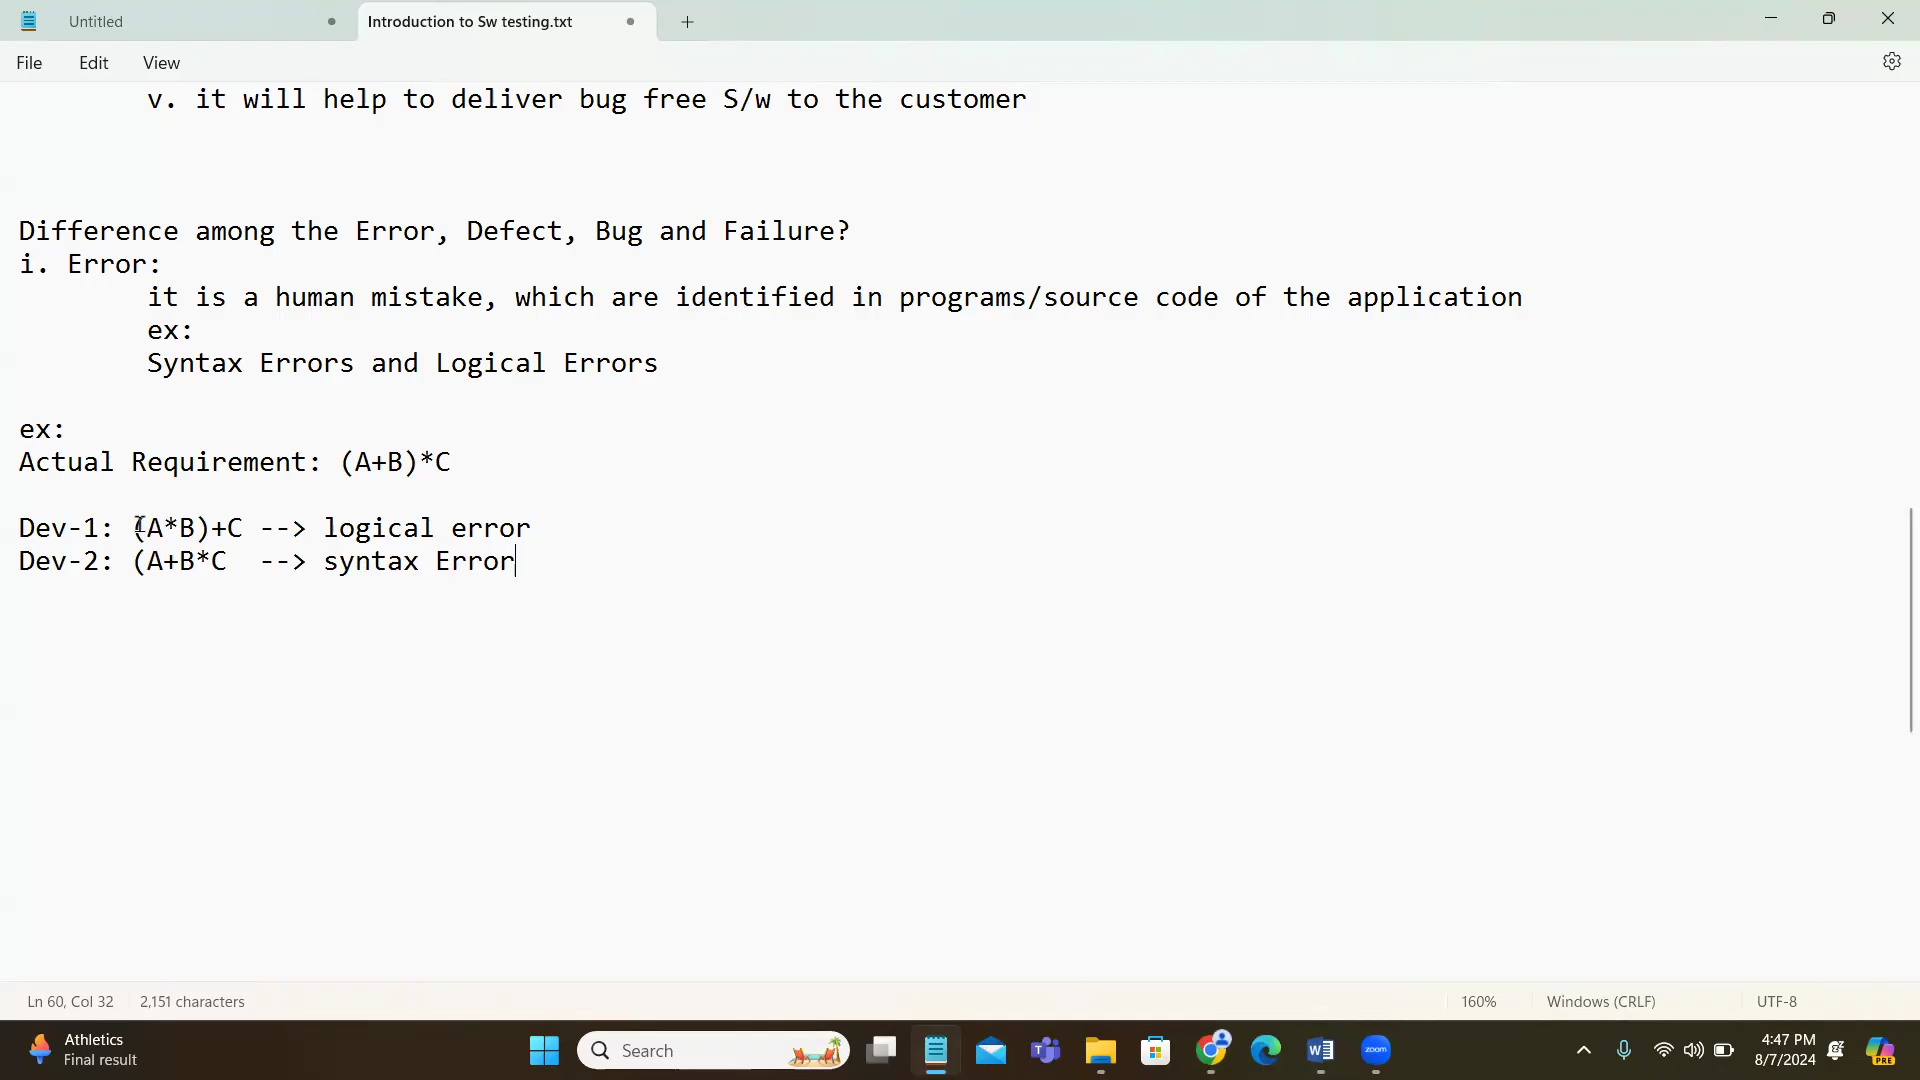 Untitled
Introduction to Sw testing.txt
File Edit View
v. it will help to deliver bug free S/w to the customer
Difference among the Error, Defect, Bug and Failure?
i. Error:
it is a human mistake, which are identified in programs/source code of the application
ex:
Syntax Errors and Logical Errors
ex:
Actual Requirement: (A+B)*C
Dev-1: (A*B)+C --> logical error
Dev-2: (A+B*C --> syntax Error
Ln 60, Col 32 2,151 characters 160% Windows (CRLF) UTF-8
Athletics
Final result
Search
zoom
4:47 PM
8/7/2024
PRE